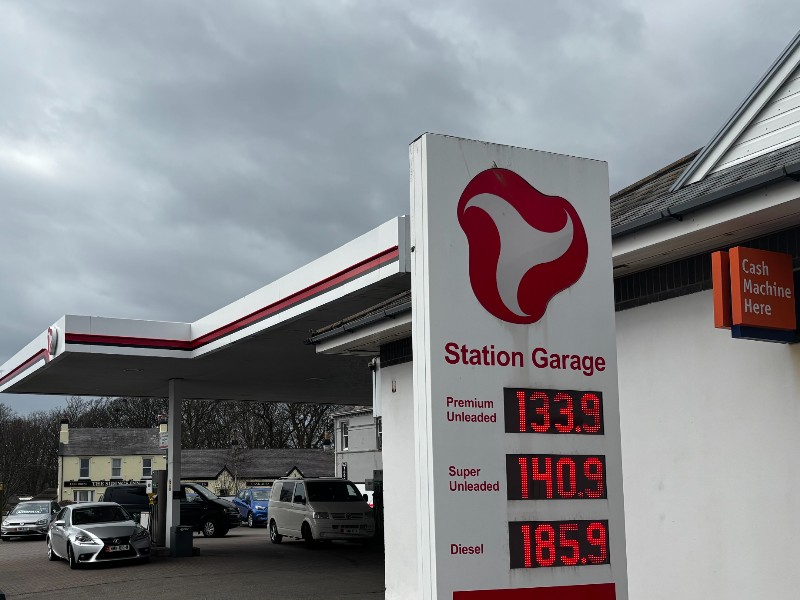 Station Garage
Premium
Unleaded
133.9
Super
Unleaded
140.9
Diesel
185.9
Cash
Machine
Here